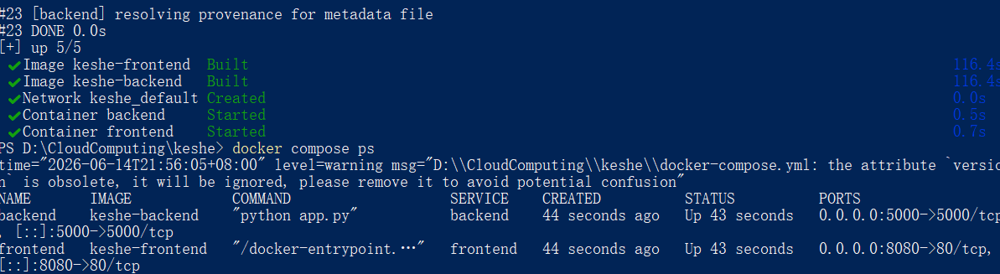 #23 [backend] resolving provenance for metadata file
#23 DONE 0.0s
[+] up 5/5
✔Image keshe-frontend Built 116.4s
✔Image keshe-backend Built 116.4s
✔Network keshe_default Created 0.0s
✔Container backend Started 0.5s
✔Container frontend Started 0.7s
PS D:\CloudComputing\keshe> docker compose ps
time="2026-06-14T21:56:05+08:00" level=warning msg="D:\\CloudComputing\\keshe\\docker-compose.yml: the attribute `versio
n` is obsolete, it will be ignored, please remove it to avoid potential confusion"
NAME IMAGE COMMAND SERVICE CREATED STATUS PORTS
backend keshe-backend "python app.py" backend 44 seconds ago Up 43 seconds 0.0.0.0:5000->5000/tcp
, [::]:5000->5000/tcp
frontend keshe-frontend "/docker-entrypoint.…" frontend 44 seconds ago Up 43 seconds 0.0.0.0:8080->80/tcp,
[::]:8080->80/tcp